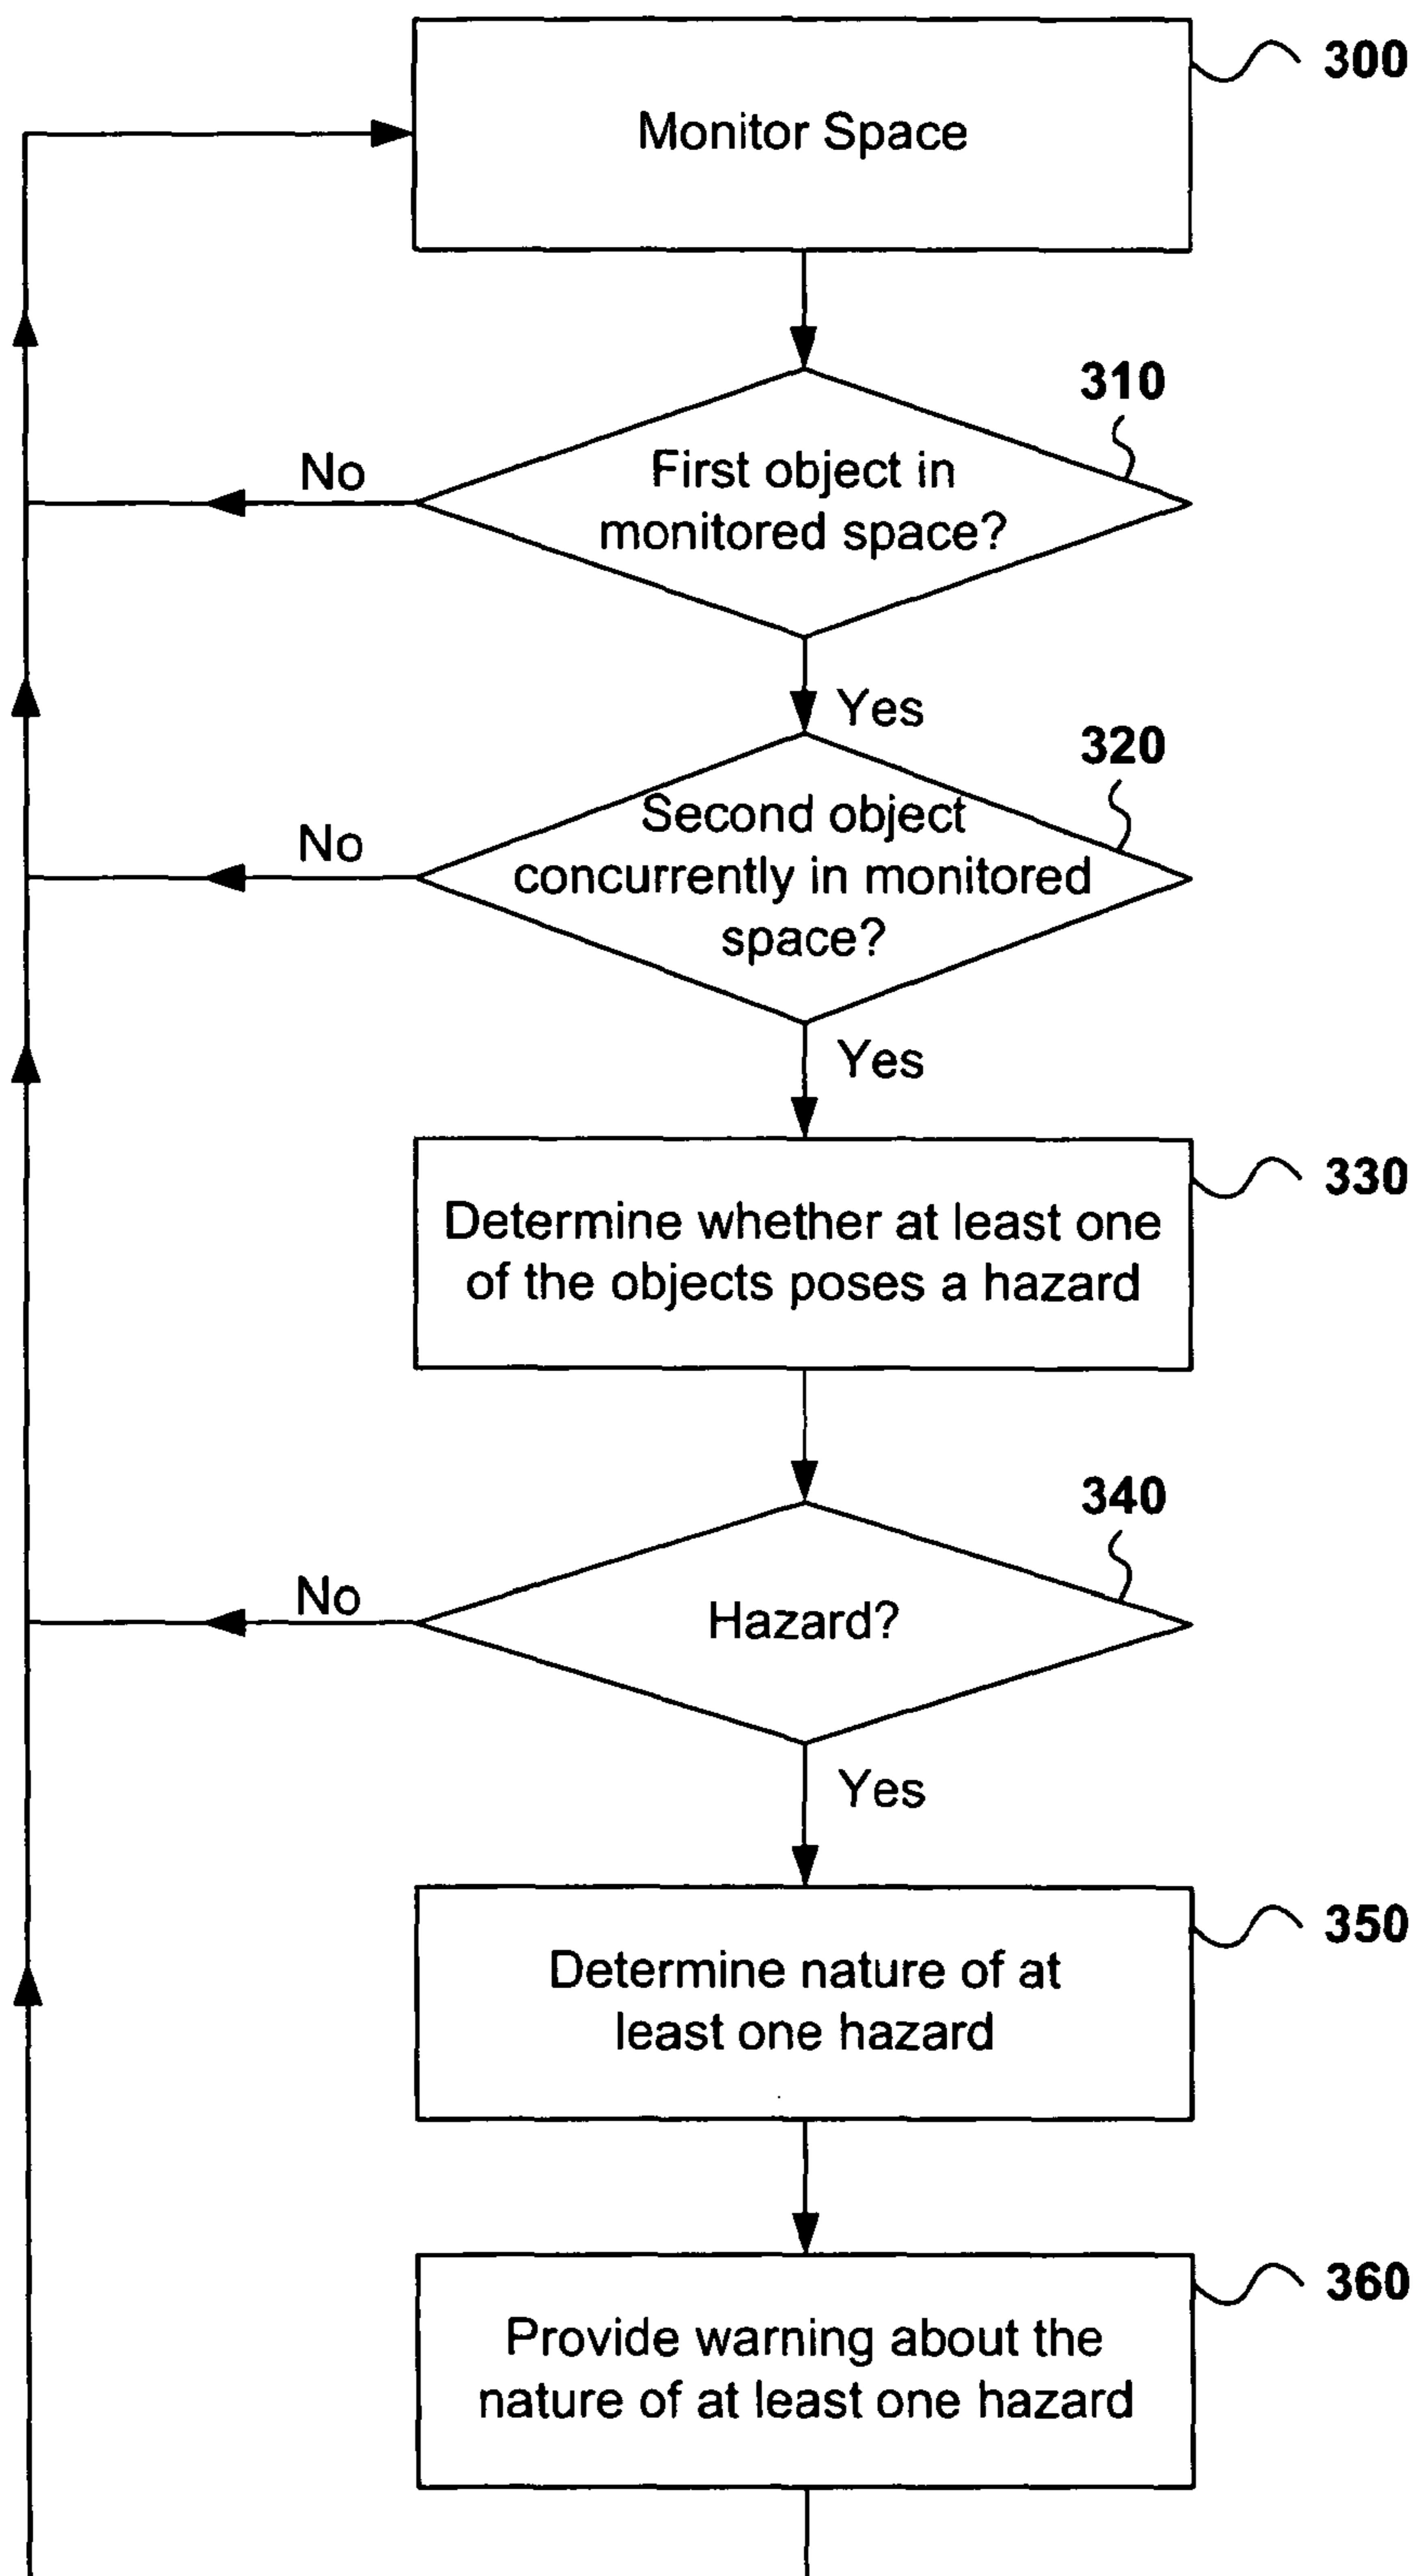 300
Monitor Space
310
No
First object in
monitored space?
Yes
320
No
Second object
concurrently in monitored
space?
Yes
330
Determine whether at least one
of the objects poses a hazard
340
No
Hazard?
Yes
350
Determine nature of at
least one hazard
360
Provide warning about the
nature of at least one hazard